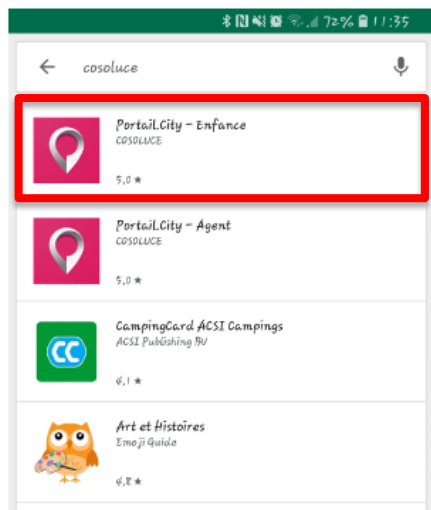 72% 11:35
cosoluce
Portail.City - Enfance
COSOLUCE
5,0 ★
Portail.City - Agent
COSOLUCE
5,0 ★
CampingCard ACSI Campings
ACSI Publishing BV
CC
4,1 ★
Art et Histoires
Emoji Guide
4,8 ★